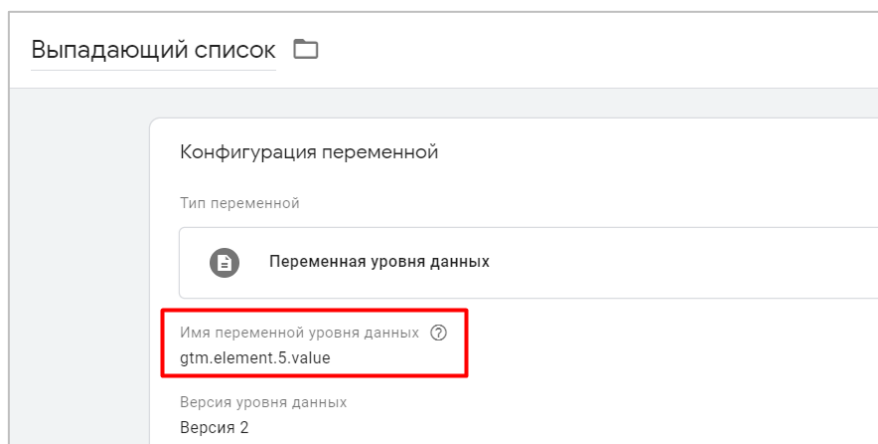 Выпадающий список
Конфигурация переменной
Тип переменной
Переменная уровня данных
Имя переменной уровня данных ?
gtm.element.5.value
Версия уровня данных
Версия 2